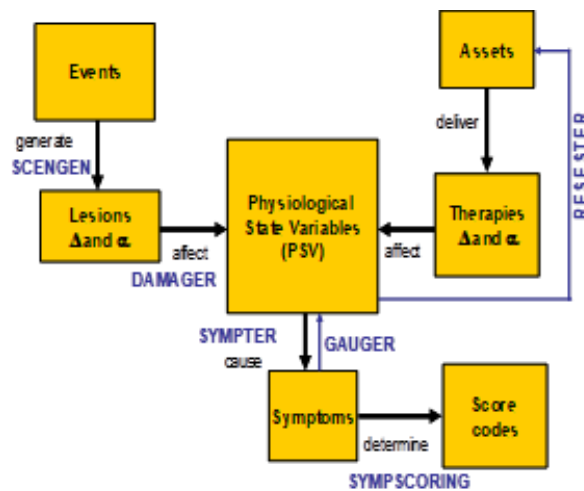 Events
Assets
generate
SCENGEN
deliver
RESESTER
Lesions
Δ and α
Physiological
State Variables
(PSV)
Therapies
Δ and α
affect
DAMAGER
affect
SYMPTER
cause
GAUGER
Symptoms
determine
Score
codes
SYMPSCORING